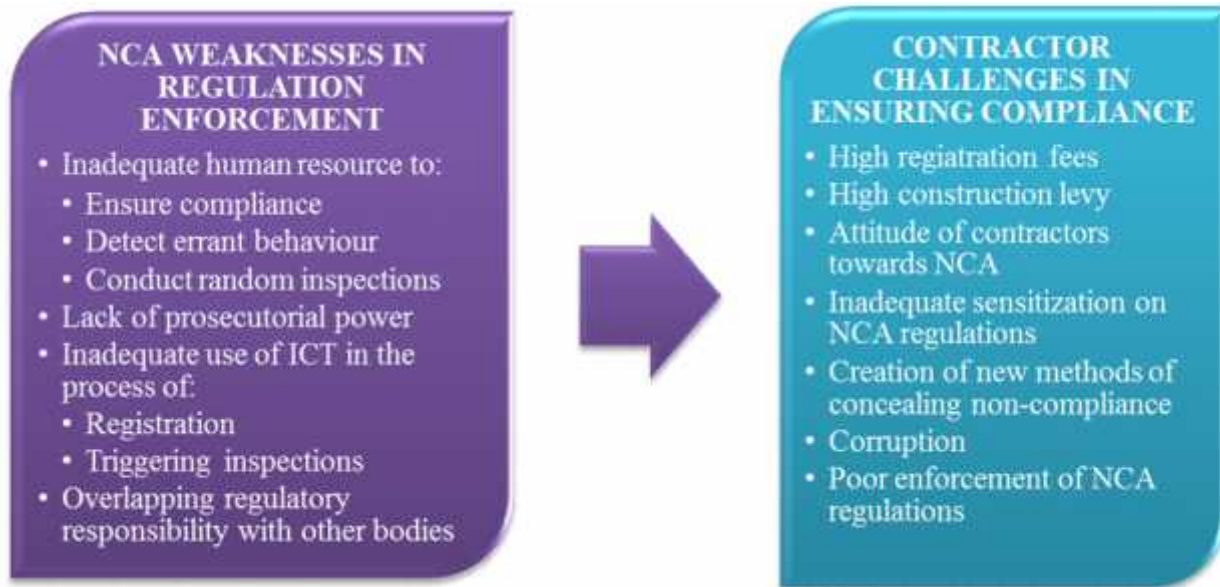 NCA WEAKNESSES IN
REGULATION
ENFORCEMENT
• Inadequate human resource to:
• Ensure compliance
• Detect errant behaviour
• Conduct random inspections
• Lack of prosecutorial power
• Inadequate use of ICT in the
process of:
• Registration
• Triggering inspections
• Overlapping regulatory
responsibility with other bodies
CONTRACTOR
CHALLENGES IN
ENSURING COMPLIANCE
• High regiatration fees
• High construction levy
• Attitude of contractors
towards NCA
• Inadequate sensitization on
NCA regulations
• Creation of new methods of
concealing non-compliance
• Corruption
• Poor enforcement of NCA
regulations